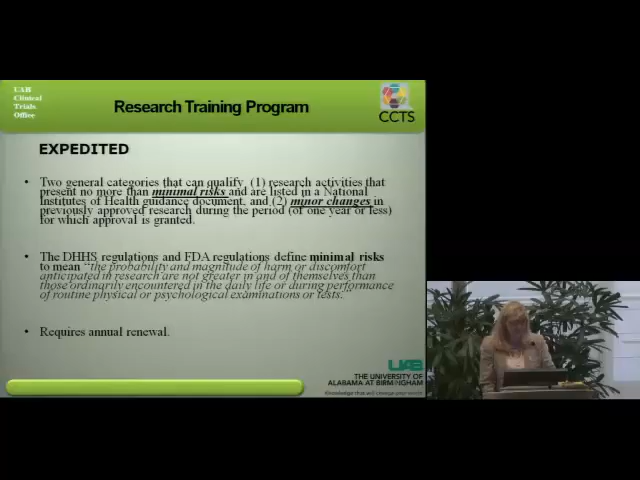 UAB
Clinical
Trials
Office
Research Training Program
CCTS
EXPEDITED
• Two general categories that can qualify (1) research activities that
present no more than minimal risks and are listed in a National
Institutes of Health guidance document, and (2) minor changes in
previously approved research during the period (of one year or less)
for which approval is granted.
• The DHHS regulations and FDA regulations define minimal risks
to mean "the probability and magnitude of harm or discomfort
anticipated in research are not greater in and of themselves than
those ordinarily encountered in the daily life or during performance
of routine physical or psychological examinations or tests.
• Requires annual renewal.
UAB
THE UNIVERSITY OF
ALABAMA AT BIRMINGHAM
Knowledge that will change your world